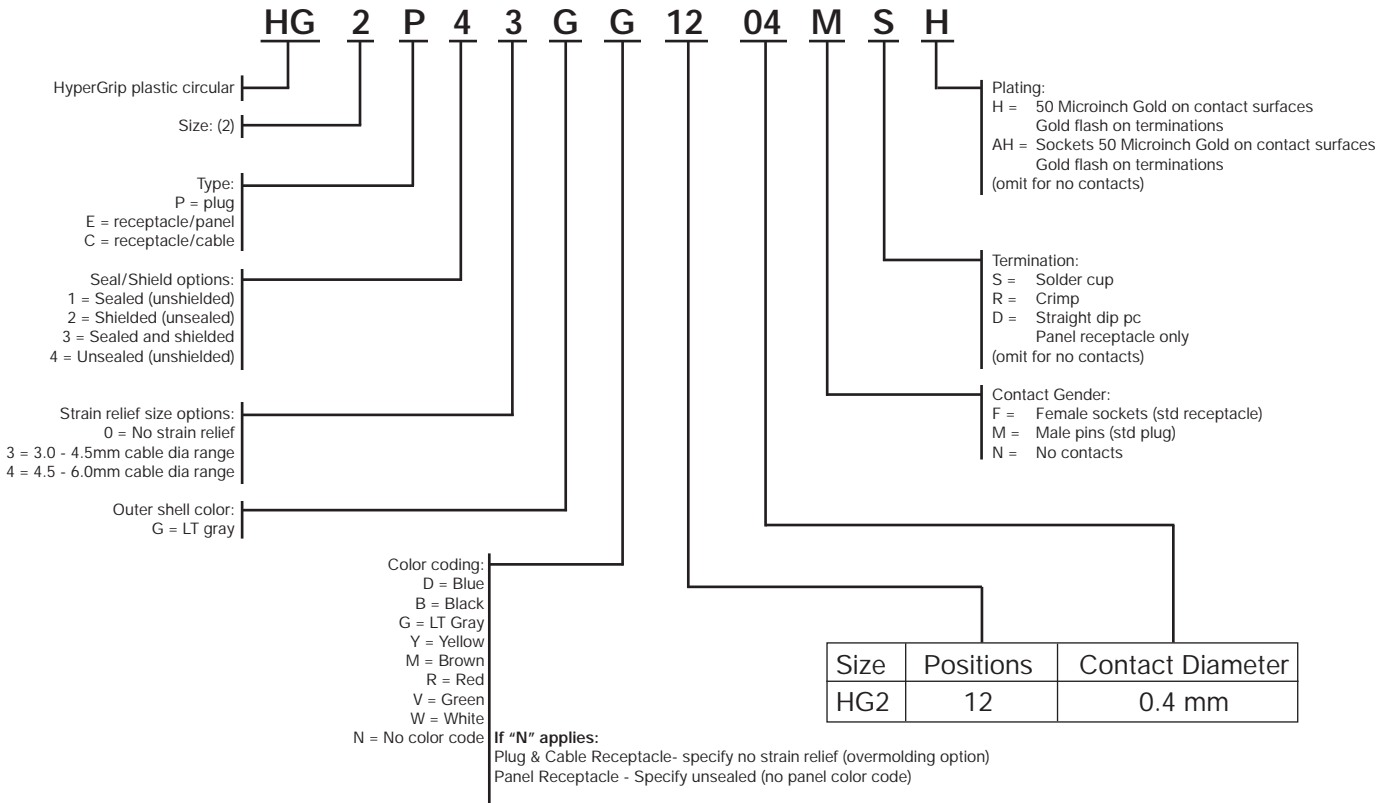 HG 2 P 4 3 G G 12 04 M S H
HyperGrip plastic circular
Size: (2)
Type:
P = plug
E = receptacle/panel
C = receptacle/cable
Seal/Shield options:
1 = Sealed (unshielded)
2 = Shielded (unsealed)
3 = Sealed and shielded
4 = Unsealed (unshielded)
Strain relief size options:
0 = No strain relief
3 = 3.0 - 4.5mm cable dia range
4 = 4.5 - 6.0mm cable dia range
Outer shell color:
G = LT gray
Color coding:
D = Blue
B = Black
G = LT Gray
Y = Yellow
M = Brown
R = Red
V = Green
W = White
N = No color code
If “N” applies:
Plug & Cable Receptacle- specify no strain relief (overmolding option)
Panel Receptacle - Specify unsealed (no panel color code)
Plating:
H = 50 Microinch Gold on contact surfaces
Gold flash on terminations
AH = Sockets 50 Microinch Gold on contact surfaces
Gold flash on terminations
(omit for no contacts)
Termination:
S = Solder cup
R = Crimp
D = Straight dip pc
Panel receptacle only
(omit for no contacts)
Contact Gender:
F = Female sockets (std receptacle)
M = Male pins (std plug)
N = No contacts
Size Positions Contact Diameter
HG2 12 0.4 mm